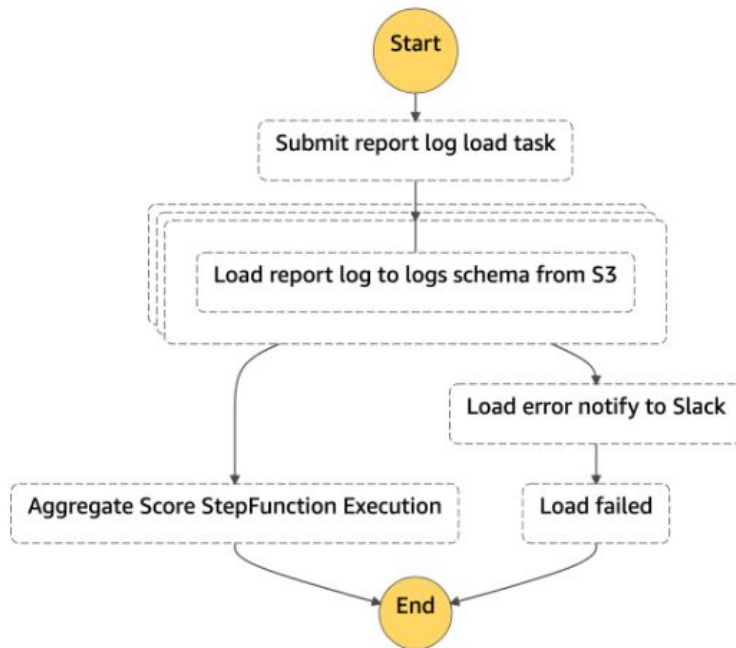 Start
Submit report log load task
Load report log to logs schema from S3
Load error notify to Slack
Aggregate Score StepFunction Execution
Load failed
End